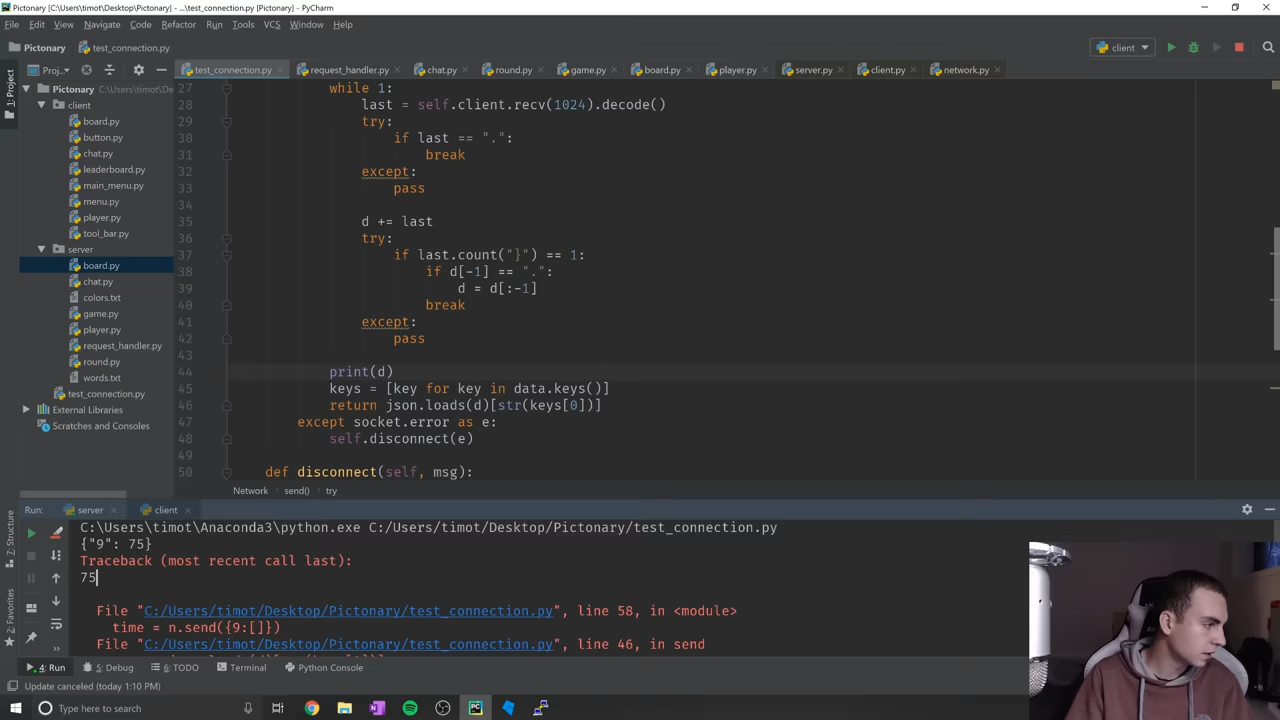 Pictonary [C:\Users\timot\Desktop\Pictonary] - ...\test_connection.py [Pictonary] - PyCharm
File Edit View Navigate Code Refactor Run Tools VCS Window Help
Pictonary test_connection.py client
1: Project
Proj...
test_connection.py request_handler.py chat.py round.py game.py board.py player.py server.py client.py network.py
Pictonary C:\Users\timot\Desktop\Pictonary
client
board.py
button.py
chat.py
leaderboard.py
main_menu.py
menu.py
player.py
tool_bar.py
server
board.py
chat.py
colors.txt
game.py
player.py
request_handler.py
round.py
words.txt
test_connection.py
External Libraries
Scratches and Consoles
27 while 1:
28 last = self.client.recv(1024).decode()
29 try:
30 if last == ".":
31 break
32 except:
33 pass
34
35 d += last
36 try:
37 if last.count("}") == 1:
38 if d[-1] == ".":
39 d = d[:-1]
40 break
41 except:
42 pass
43
44 print(d)
45 keys = [key for key in data.keys()]
46 return json.loads(d)[str(keys[0])]
47 except socket.error as e:
48 self.disconnect(e)
49
50 def disconnect(self, msg):
Network send() try
Run: server client
7: Structure
2: Favorites
C:\Users\timot\Anaconda3\python.exe C:/Users/timot/Desktop/Pictonary/test_connection.py
{"9": 75}
Traceback (most recent call last):
75
File "C:/Users/timot/Desktop/Pictonary/test_connection.py", line 58, in <module>
time = n.send({9:[]})
File "C:/Users/timot/Desktop/Pictonary/test_connection.py", line 46, in send
4: Run 5: Debug 6: TODO Terminal Python Console
Update canceled (today 1:10 PM)
Type here to search